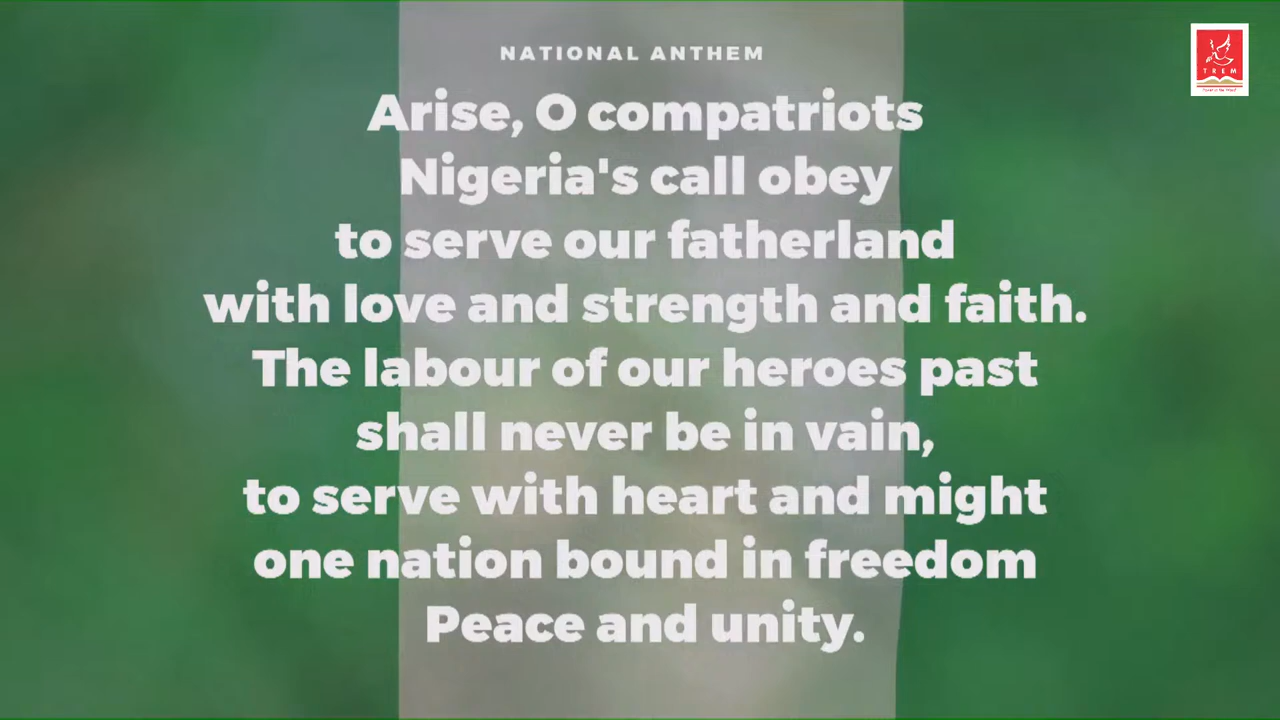 NATIONAL ANTHEM
Arise, O compatriots
Nigeria's call obey
to serve our fatherland
with love and strength and faith.
The labour of our heroes past
shall never be in vain,
to serve with heart and might
one nation bound in freedom
Peace and unity.
TREM